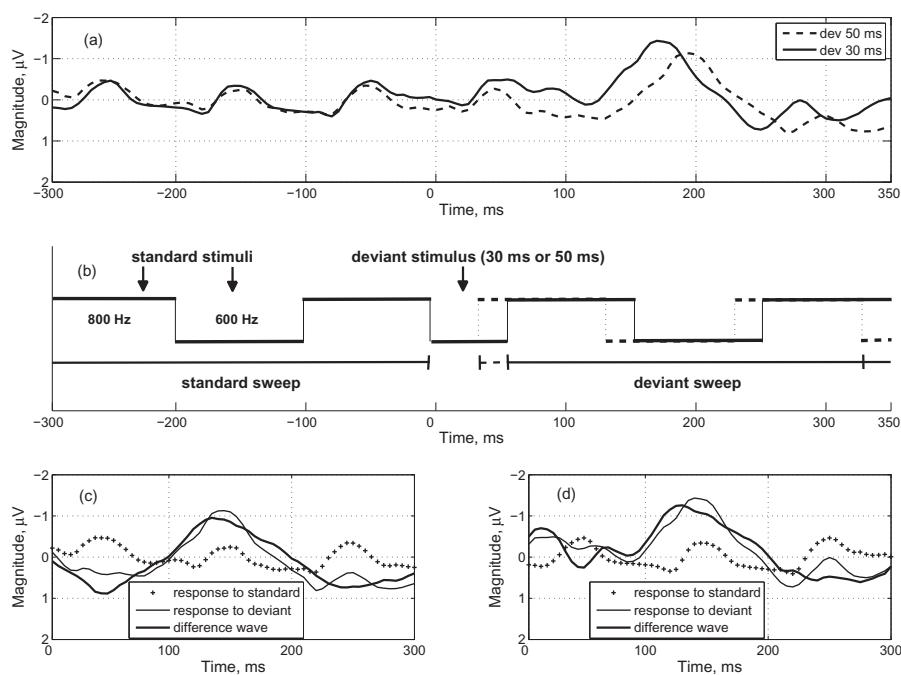 (a)
dev 50 ms
dev 30 ms
Magnitude, μV
−2
−1
0
1
2
−300 −200 −100 0 100 200 300 350
Time, ms
(b)
standard stimuli
deviant stimulus (30 ms or 50 ms)
800 Hz
600 Hz
standard sweep
deviant sweep
−300 −200 −100 0 100 200 300 350
Time, ms
(c)
Magnitude, μV
−2
−1
0
1
2
response to standard
response to deviant
difference wave
0 100 200 300
Time, ms
(d)
Magnitude, μV
−2
−1
0
1
2
response to standard
response to deviant
difference wave
0 100 200 300
Time, ms